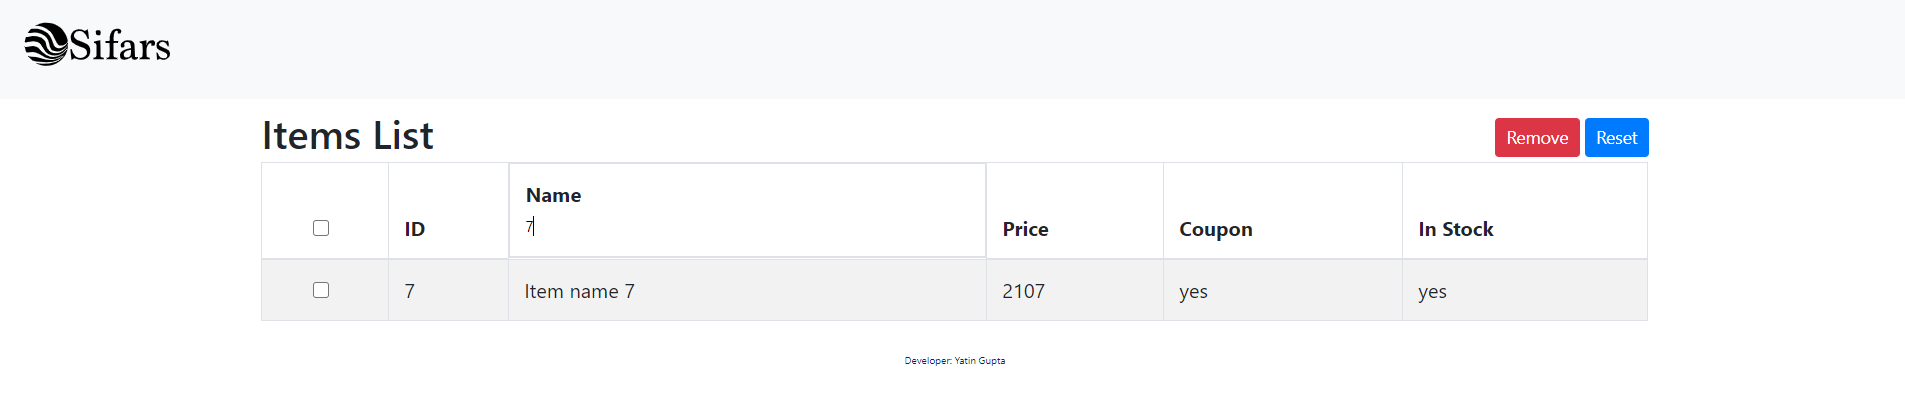 Sifars
Items List
Remove Reset
ID Name Price Coupon In Stock
7
7 Item name 7 2107 yes yes
Developer: Yatin Gupta